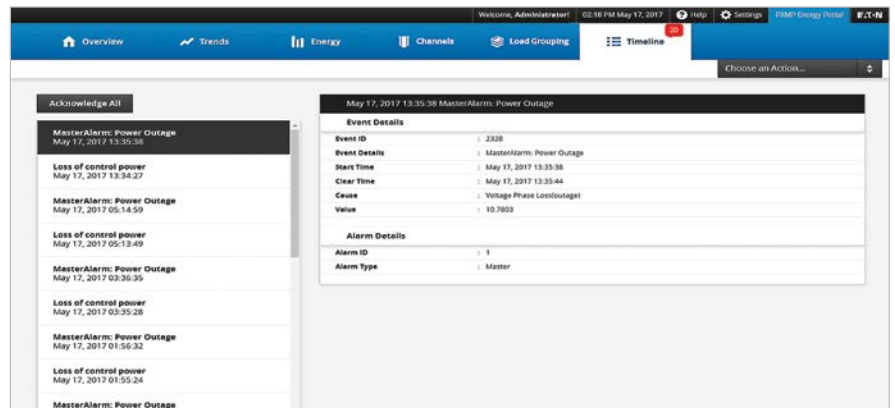 Welcome, Administrator! 02:18 PM May 17, 2017 Help Settings PXMP Energy Portal EATON
Overview Trends Energy Channels Load Grouping Timeline 20
Choose an Action...
Acknowledge All
MasterAlarm: Power Outage
May 17, 2017 13:35:38
Loss of control power
May 17, 2017 13:34:27
MasterAlarm: Power Outage
May 17, 2017 05:14:59
Loss of control power
May 17, 2017 05:13:49
MasterAlarm: Power Outage
May 17, 2017 03:36:35
Loss of control power
May 17, 2017 03:35:28
MasterAlarm: Power Outage
May 17, 2017 01:56:32
Loss of control power
May 17, 2017 01:55:24
MasterAlarm: Power Outage
May 17, 2017 13:35:38 MasterAlarm: Power Outage
Event Details
Event ID : 2328
Event Details : MasterAlarm: Power Outage
Start Time : May 17, 2017 13:35:38
Clear Time : May 17, 2017 13:35:44
Cause : Voltage Phase Loss(outage)
Value : 10.7803
Alarm Details
Alarm ID : 1
Alarm Type : Master